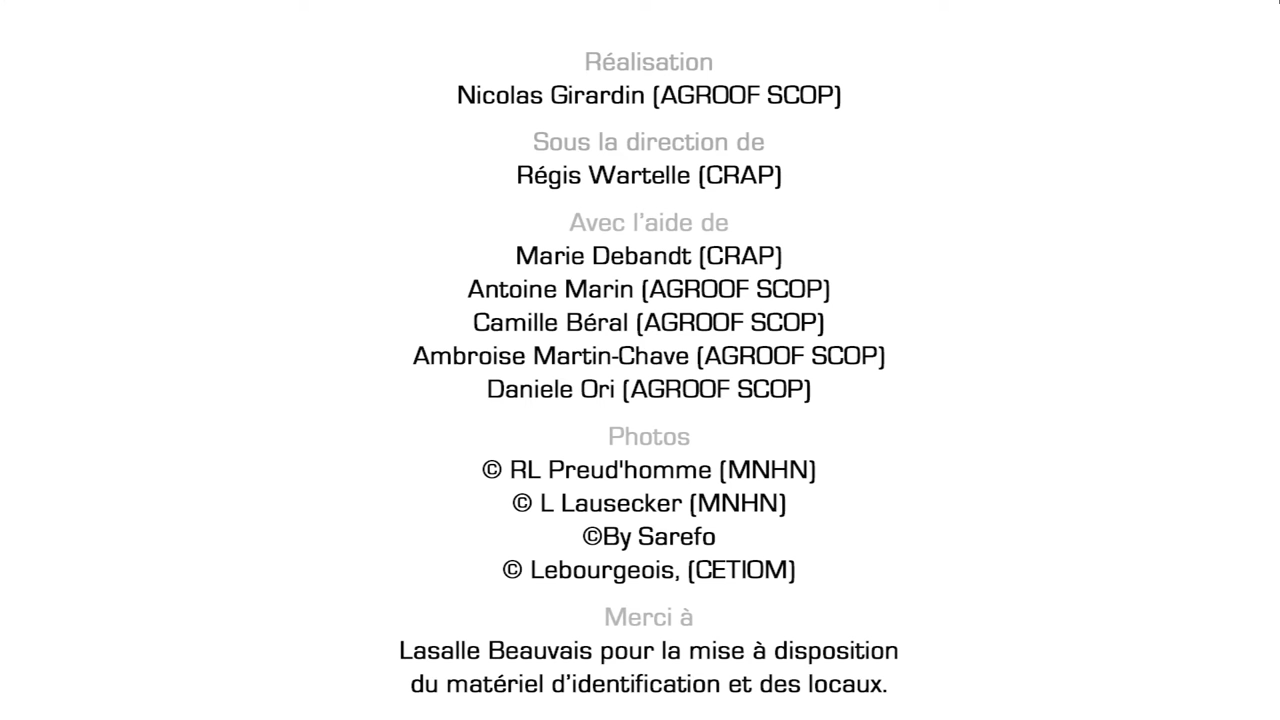 Réalisation
Nicolas Girardin (AGROOF SCOP)
Sous la direction de
Régis Wartelle (CRAP)
Avec l’aide de
Marie Debandt (CRAP)
Antoine Marin (AGROOF SCOP)
Camille Béral (AGROOF SCOP)
Ambroise Martin-Chave (AGROOF SCOP)
Daniele Ori (AGROOF SCOP)
Photos
© RL Preud'homme (MNHN)
© L Lausecker (MNHN)
©By Sarefo
© Lebourgeois, (CETIOM)
Merci à
Lasalle Beauvais pour la mise à disposition
du matériel d’identification et des locaux.